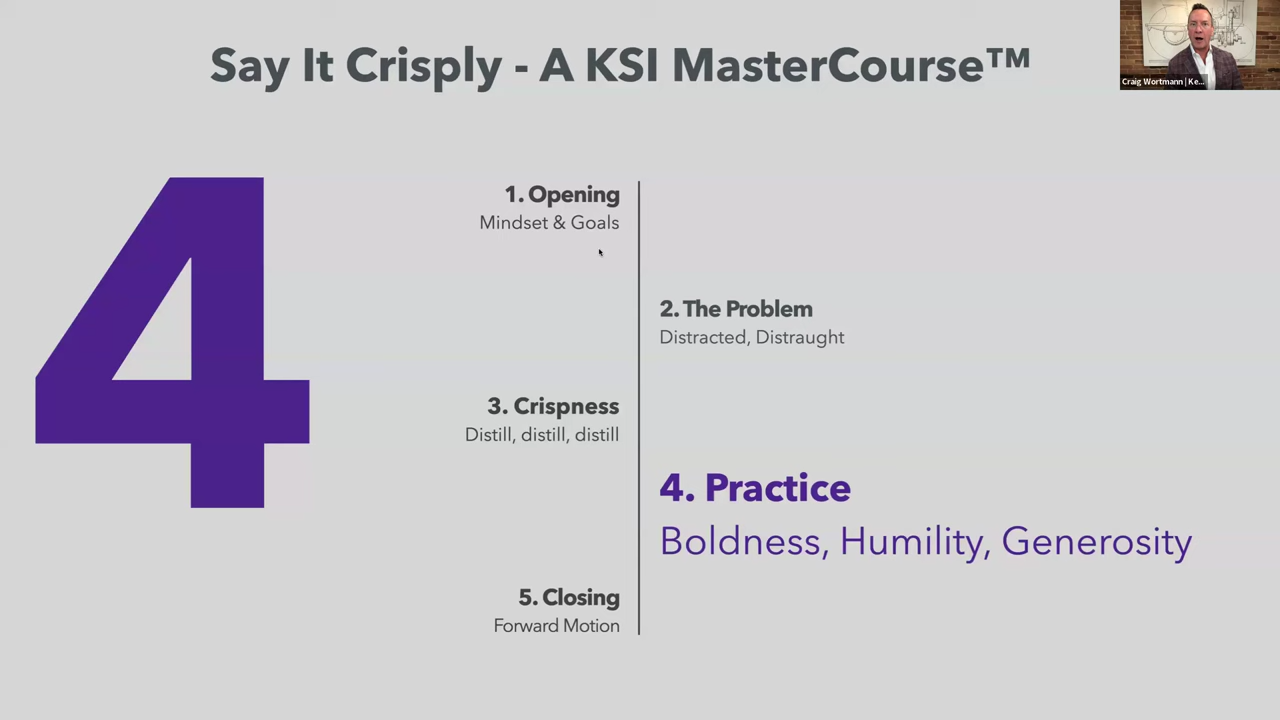 Say It Crisply - A KSI MasterCourse™
Craig Wortmann | Ke...
4
1. Opening
Mindset & Goals
2. The Problem
Distracted, Distraught
3. Crispness
Distill, distill, distill
4. Practice
Boldness, Humility, Generosity
5. Closing
Forward Motion